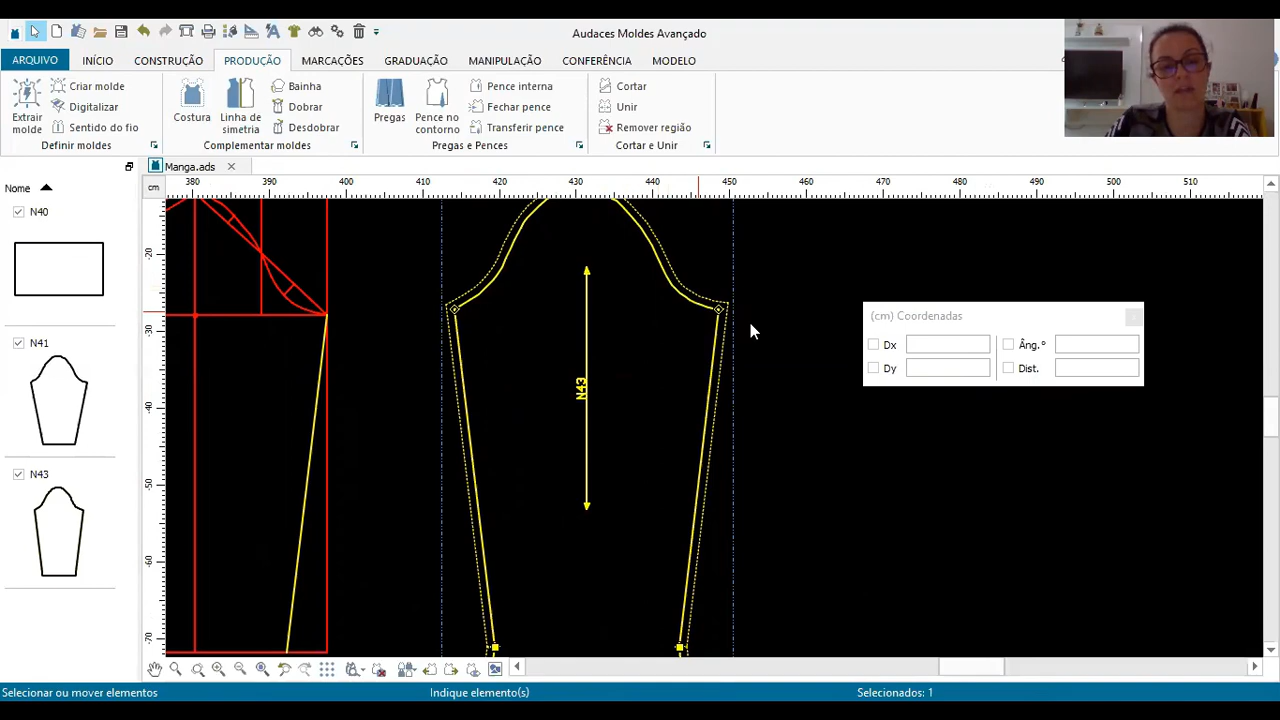 Audaces Moldes Avançado
ARQUIVO INÍCIO CONSTRUÇÃO PRODUÇÃO MARCAÇÕES GRADUAÇÃO MANIPULAÇÃO CONFERÊNCIA MODELO
Extrair molde
Criar molde
Digitalizar
Sentido do fio
Definir moldes
Costura
Linha de simetria
Bainha
Dobrar
Desdobrar
Complementar moldes
Pregas
Pence no contorno
Pence interna
Fechar pence
Transferir pence
Pregas e Pences
Cortar
Unir
Remover região
Cortar e Unir
Manga.ads
Nome
cm 380 390 400 410 420 430 440 450 460 470 480 490 500 510
N40
N41
N43
20
30
-40
-50
-60
-70
N43
(cm) Coordenadas
Dx Âng.º
Dy Dist.
Selecionar ou mover elementos Indique elemento(s) Selecionados: 1